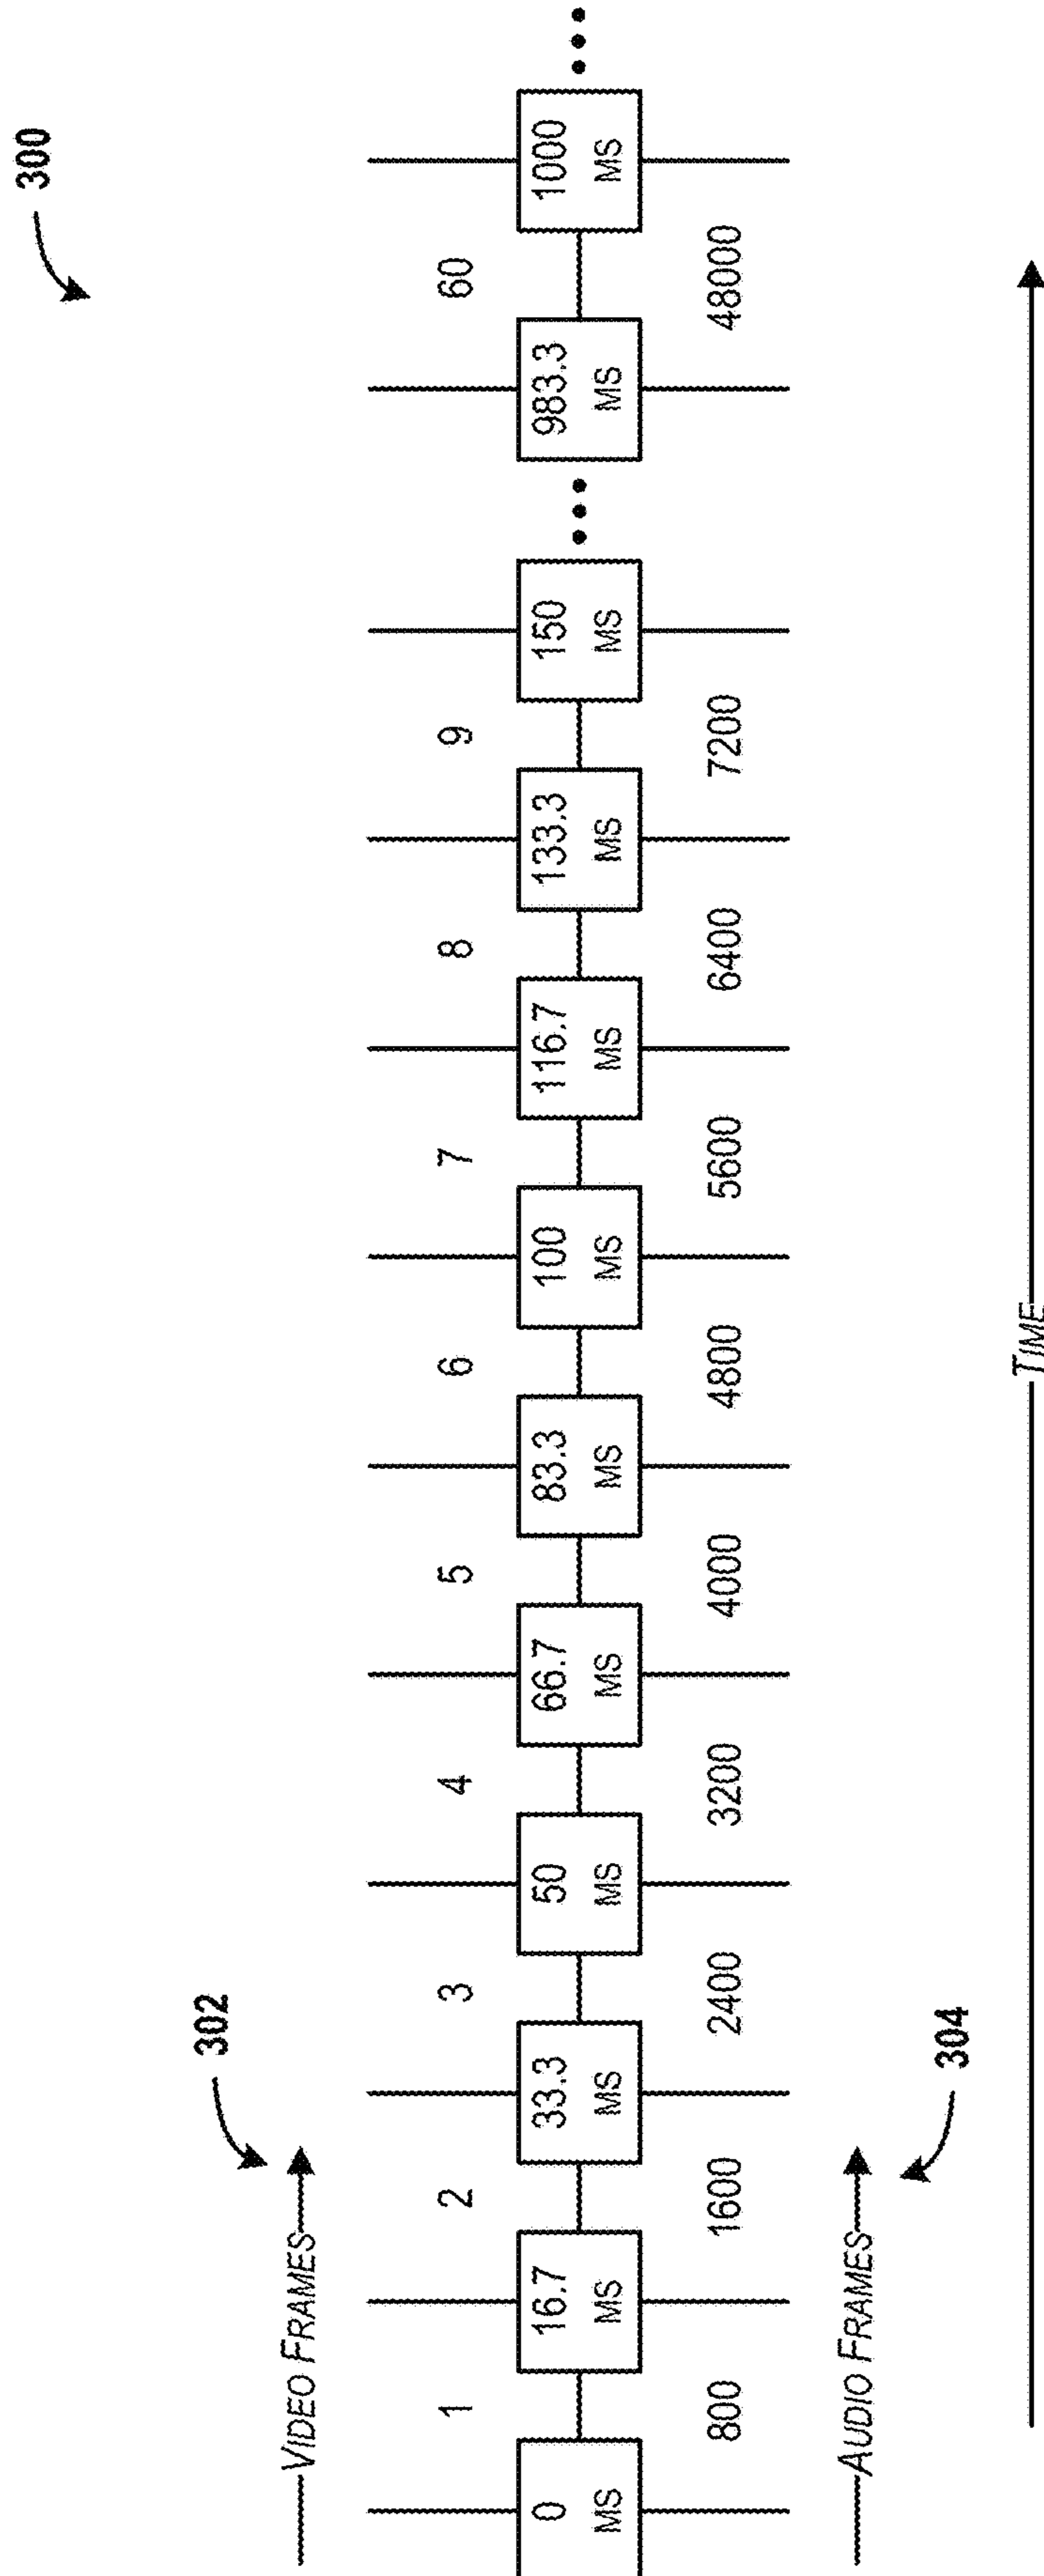 300
302
VIDEO FRAMES
1 2 3 4 5 6 7 8 9 60
0 MS
16.7 MS
33.3 MS
50 MS
66.7 MS
83.3 MS
100 MS
116.7 MS
133.3 MS
150 MS
983.3 MS
1000 MS
800 1600 2400 3200 4000 4800 5600 6400 7200 48000
AUDIO FRAMES
304
TIME